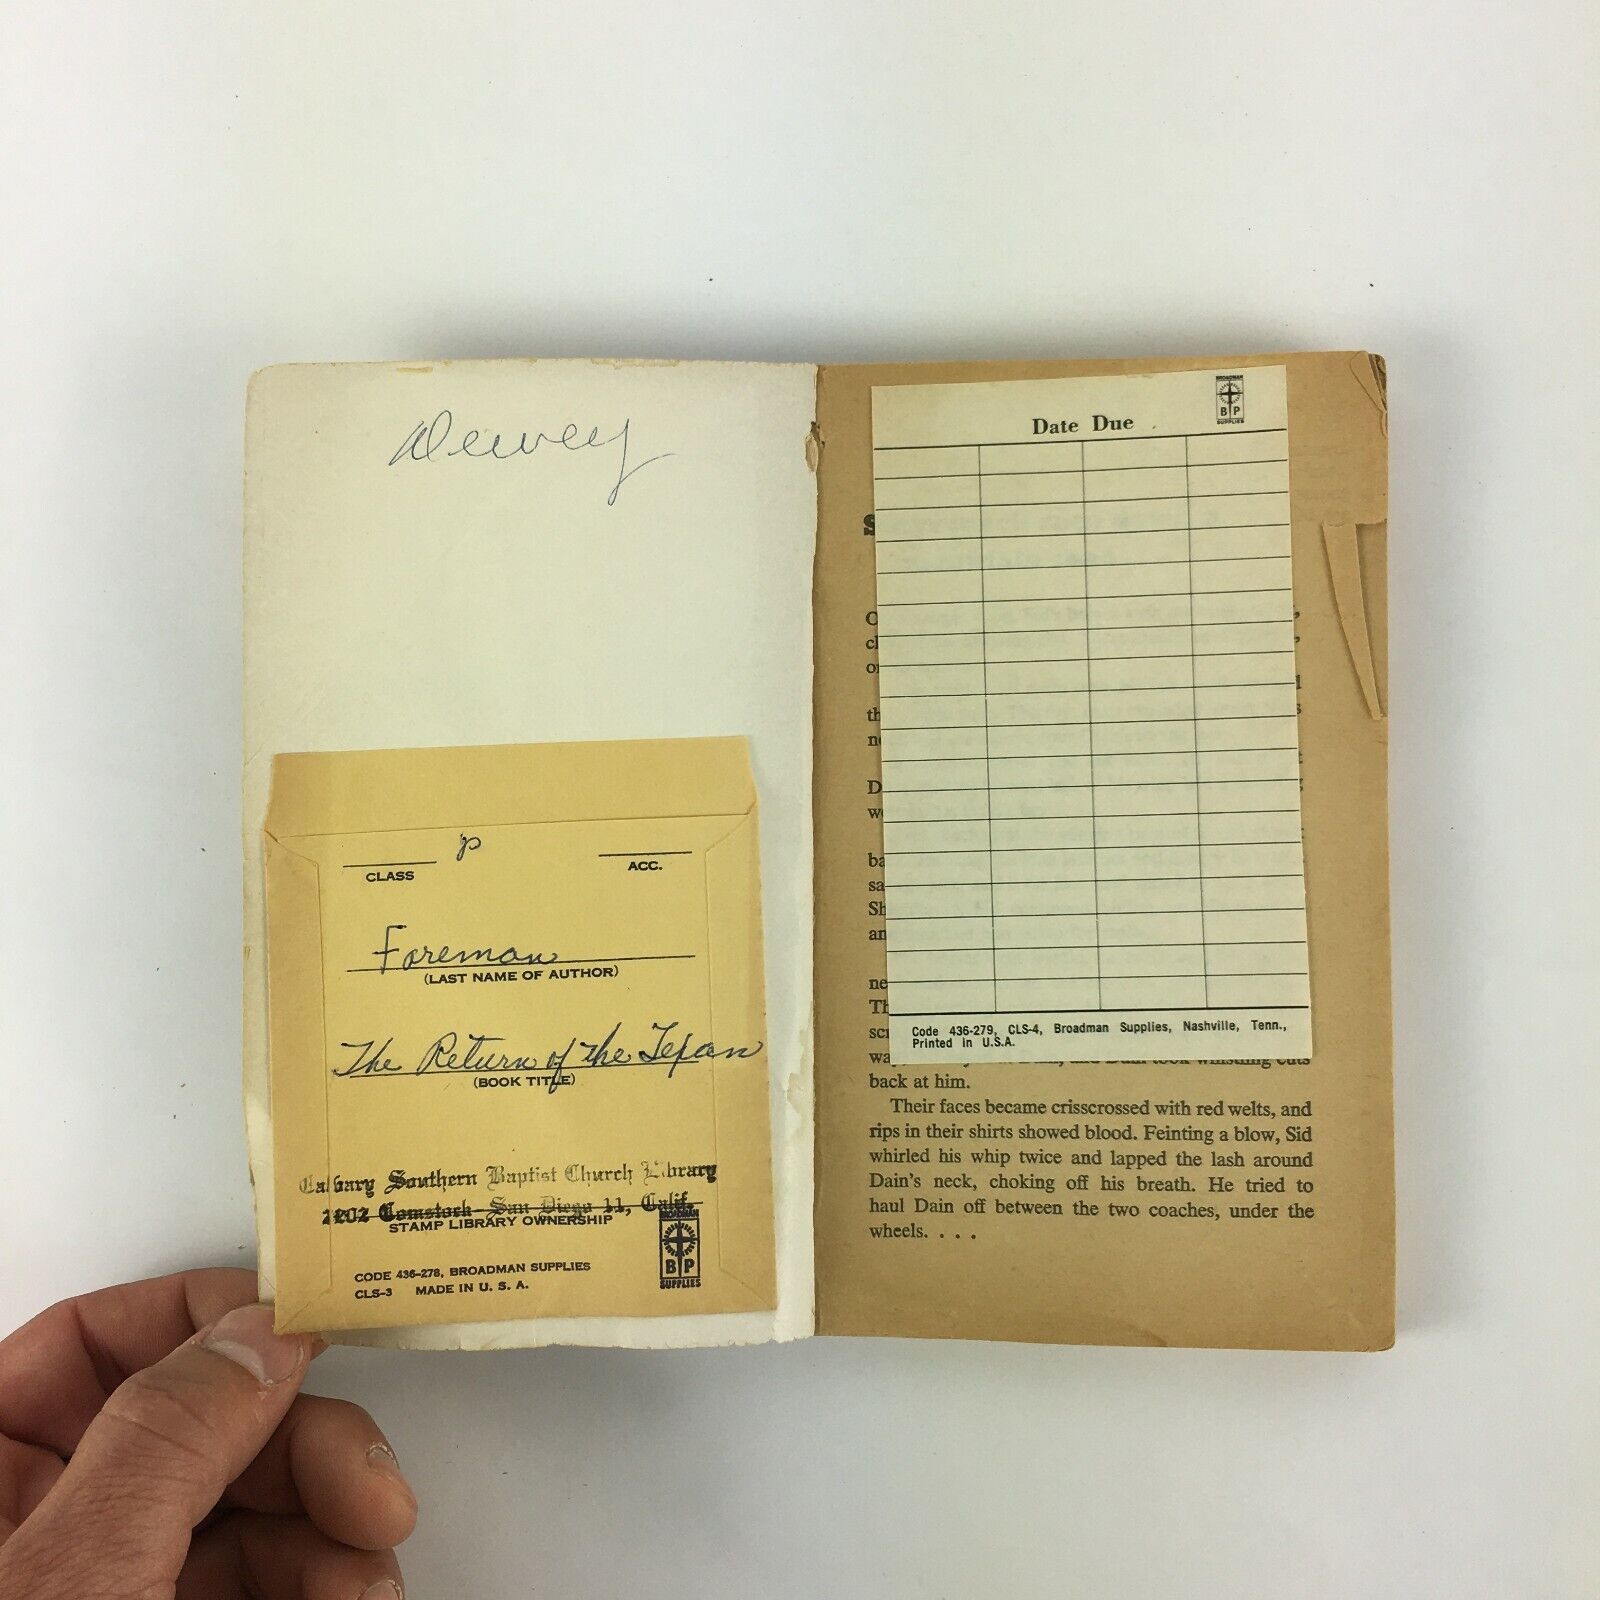 Dewey
p
CLASS
ACC.
Foreman
(LAST NAME OF AUTHOR)
The Return of the Texan
(BOOK TITLE)
Calvary Southern Baptist Church Library
Comstock - San Diego 11, Calif.
STAMP LIBRARY OWNERSHIP
CODE 436-278, BROADMAN SUPPLIES
CLS-3 MADE IN U. S. A.
BROADMAN
B P
SUPPLIES
BROADMAN
B P
SUPPLIES
Date Due
Code 436-279, CLS-4, Broadman Supplies, Nashville, Tenn.,
Printed in U.S.A.
back at him.
Their faces became crisscrossed with red welts, and
rips in their shirts showed blood. Feinting a blow, Sid
whirled his whip twice and lapped the lash around
Dain's neck, choking off his breath. He tried to
haul Dain off between the two coaches, under the
wheels. . . .